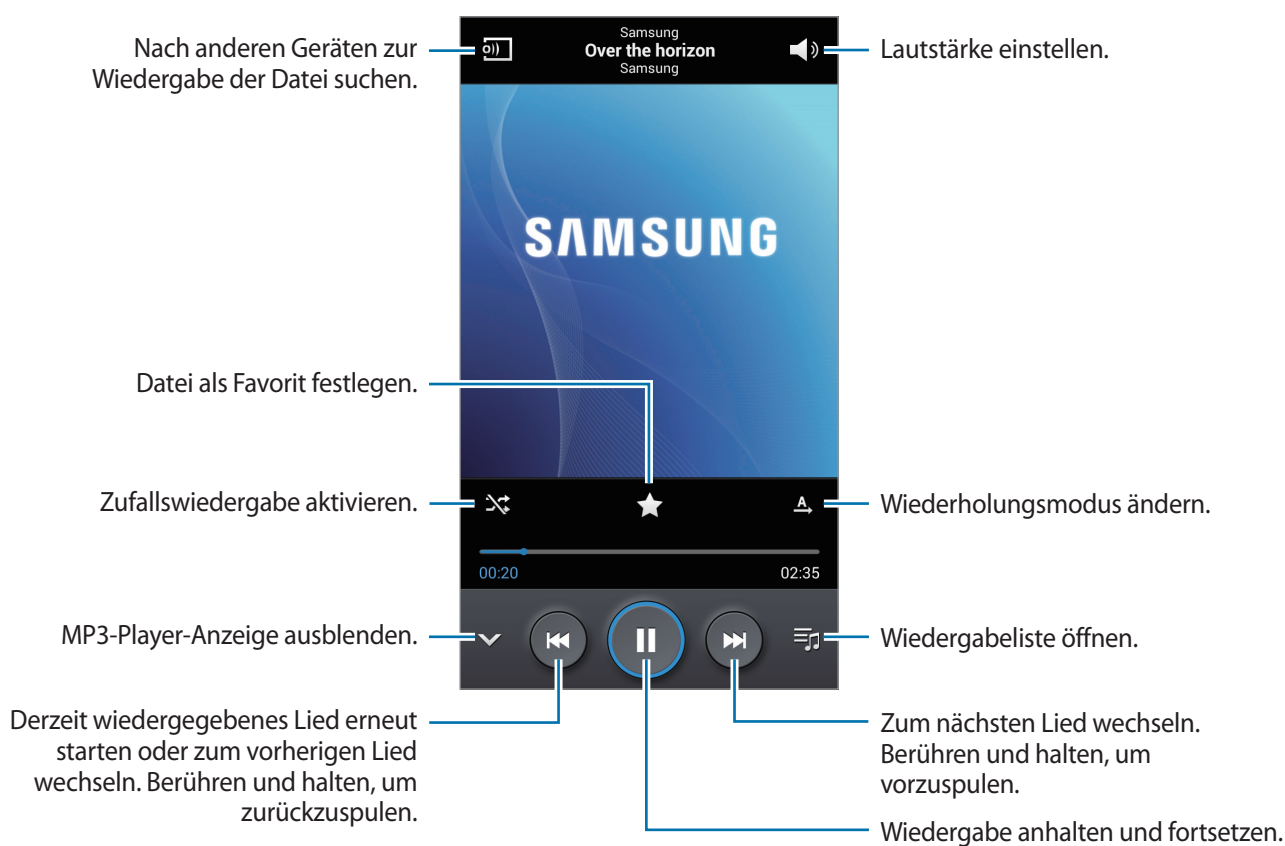 Samsung
Over the horizon
Samsung
Nach anderen Geräten zur
Wiedergabe der Datei suchen.
Lautstärke einstellen.
SAMSUNG
Datei als Favorit festlegen.
Zufallswiedergabe aktivieren.
A
Wiederholungsmodus ändern.
00:20
02:35
MP3-Player-Anzeige ausblenden.
Wiedergabeliste öffnen.
Derzeit wiedergegebenes Lied erneut
starten oder zum vorherigen Lied
wechseln. Berühren und halten, um
zurückzuspulen.
Zum nächsten Lied wechseln.
Berühren und halten, um
vorzuspulen.
Wiedergabe anhalten und fortsetzen.